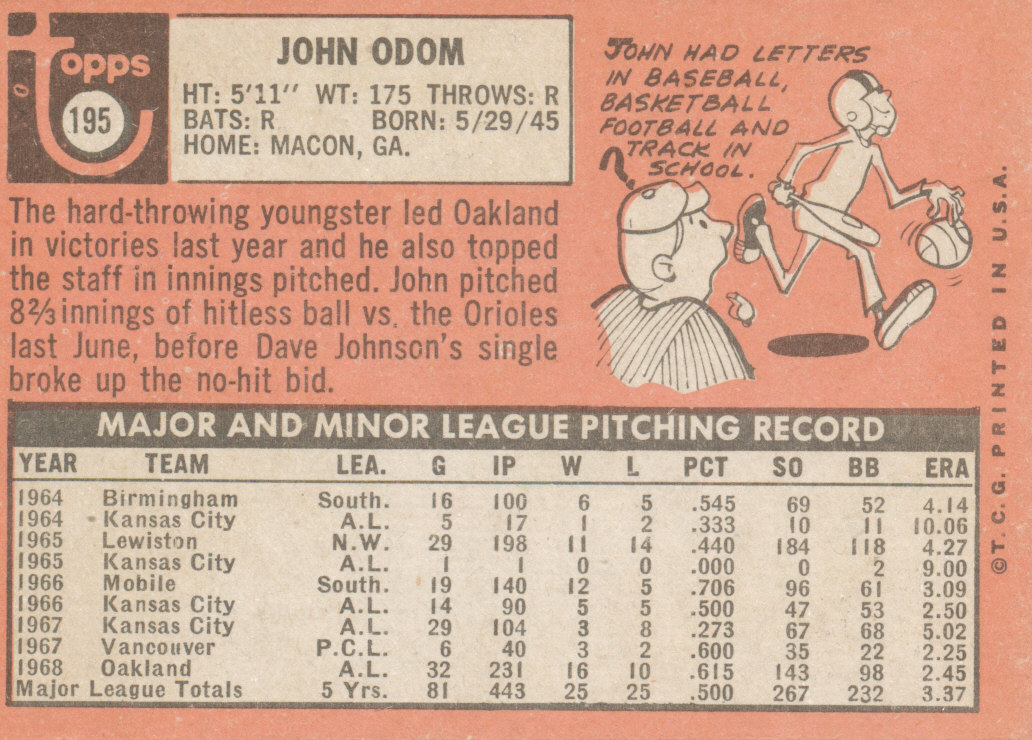 topps
195
JOHN ODOM
HT: 5'11" WT: 175 THROWS: R
BATS: R BORN: 5/29/45
HOME: MACON, GA.
JOHN HAD LETTERS
IN BASEBALL,
BASKETBALL
FOOTBALL AND
TRACK IN
SCHOOL.
?
The hard-throwing youngster led Oakland
in victories last year and he also topped
the staff in innings pitched. John pitched
8⅔ innings of hitless ball vs. the Orioles
last June, before Dave Johnson's single
broke up the no-hit bid.
MAJOR AND MINOR LEAGUE PITCHING RECORD
YEAR TEAM LEA. G IP W L PCT SO BB ERA
1964 Birmingham South. 16 100 6 5 .545 69 52 4.14
1964 Kansas City A.L. 5 17 1 2 .333 10 11 10.06
1965 Lewiston N.W. 29 198 11 14 .440 184 118 4.27
1965 Kansas City A.L. 1 1 0 0 .000 0 2 9.00
1966 Mobile South. 19 140 12 5 .706 96 61 3.09
1966 Kansas City A.L. 14 90 5 5 .500 47 53 2.50
1967 Kansas City A.L. 29 104 3 8 .273 67 68 5.02
1967 Vancouver P.C.L. 6 40 3 2 .600 35 22 2.25
1968 Oakland A.L. 32 231 16 10 .615 143 98 2.45
Major League Totals 5 Yrs. 81 443 25 25 .500 267 232 3.37
©T.C.G. PRINTED IN U.S.A.